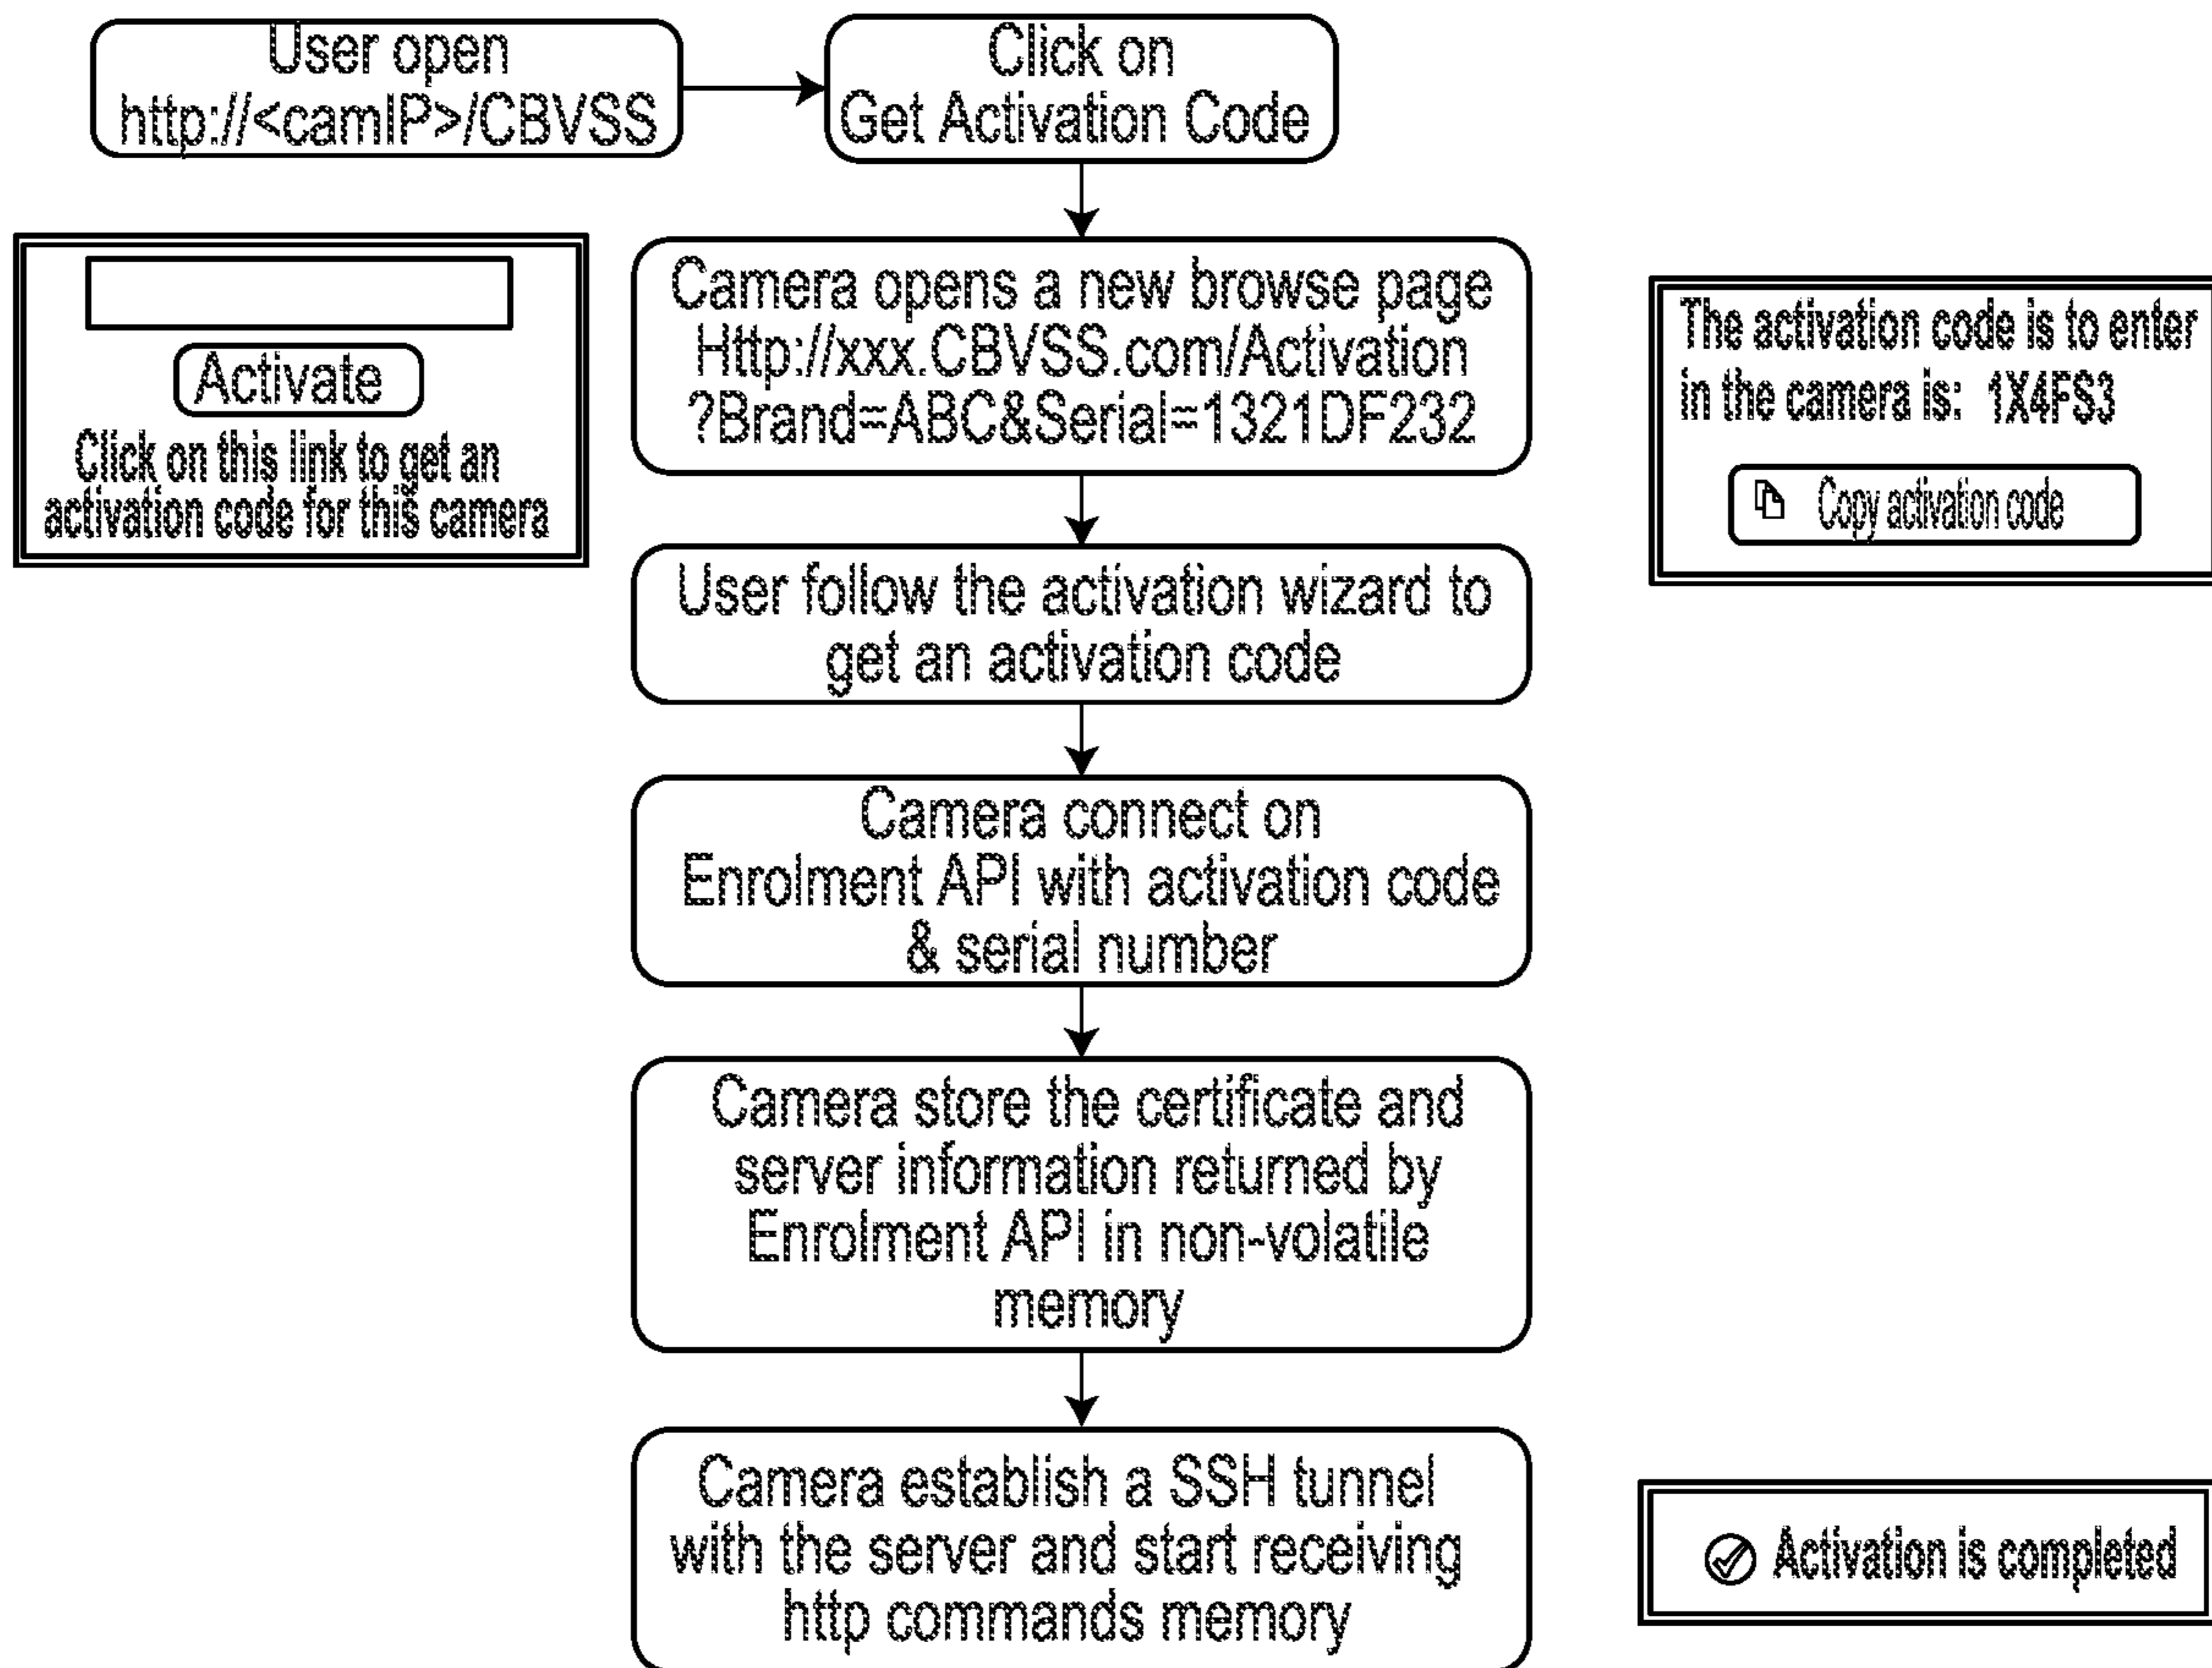 User open
http://<camIP>/CBVSS
Click on
Get Activation Code
Activate
Click on this link to get an
activation code for this camera
Camera opens a new browse page
Http://xxx.CBVSS.com/Activation
?Brand=ABC&Serial=1321DF232
The activation code is to enter
in the camera is: 1X4FS3
Copy activation code
User follow the activation wizard to
get an activation code
Camera connect on
Enrolment API with activation code
& serial number
Camera store the certificate and
server information returned by
Enrolment API in non-volatile
memory
Camera establish a SSH tunnel
with the server and start receiving
http commands memory
Activation is completed